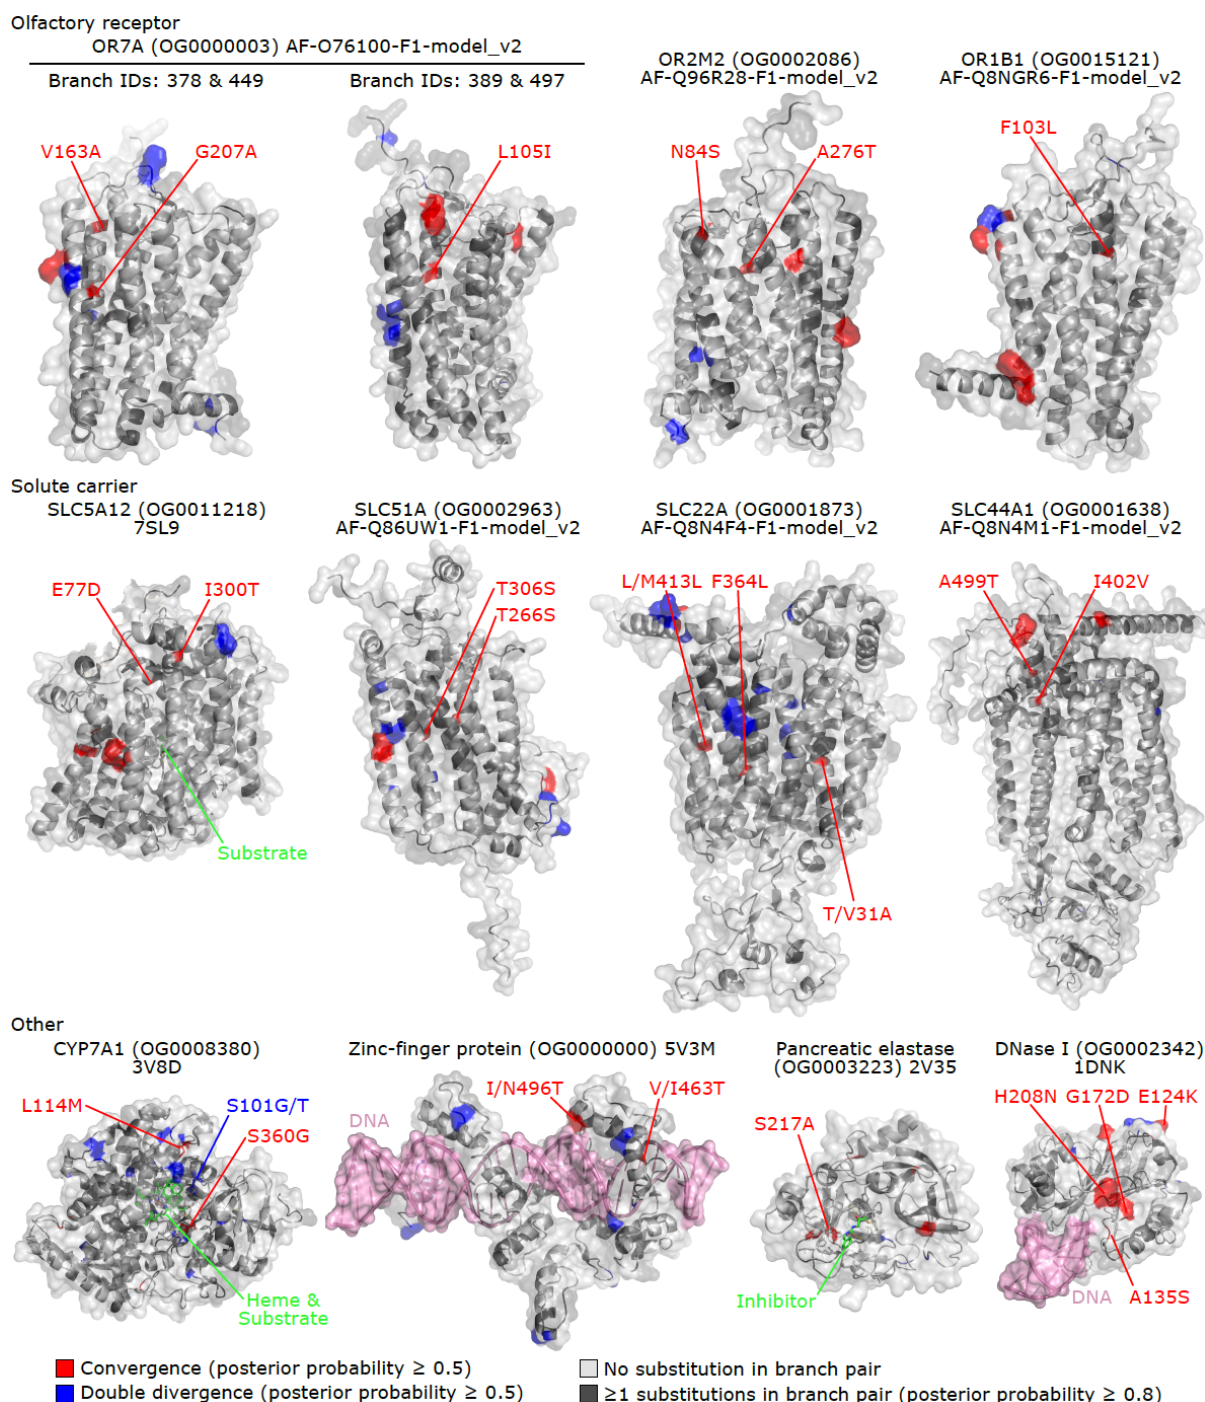 Olfactory receptor
OR7A (OG0000003) AF-O76100-F1-model_v2
Branch IDs: 378 & 449
Branch IDs: 389 & 497
OR2M2 (OG0002086)
AF-Q96R28-F1-model_v2
OR1B1 (OG0015121)
AF-Q8NGR6-F1-model_v2
V163A
G207A
L105I
N84S
A276T
F103L
Solute carrier
SLC5A12 (OG0011218)
7SL9
SLC51A (OG0002963)
AF-Q86UW1-F1-model_v2
SLC22A (OG0001873)
AF-Q8N4F4-F1-model_v2
SLC44A1 (OG0001638)
AF-Q8N4M1-F1-model_v2
E77D
I300T
Substrate
T306S
T266S
L/M413L
F364L
T/V31A
A499T
I402V
Other
CYP7A1 (OG0008380)
3V8D
Zinc-finger protein (OG0000000) 5V3M
Pancreatic elastase
(OG0003223) 2V35
DNase I (OG0002342)
1DNK
L114M
S101G/T
S360G
Heme &
Substrate
DNA
I/N496T
V/I463T
S217A
Inhibitor
H208N
G172D
E124K
DNA
A135S
Convergence (posterior probability ≥ 0.5)
Double divergence (posterior probability ≥ 0.5)
No substitution in branch pair
≥1 substitutions in branch pair (posterior probability ≥ 0.8)